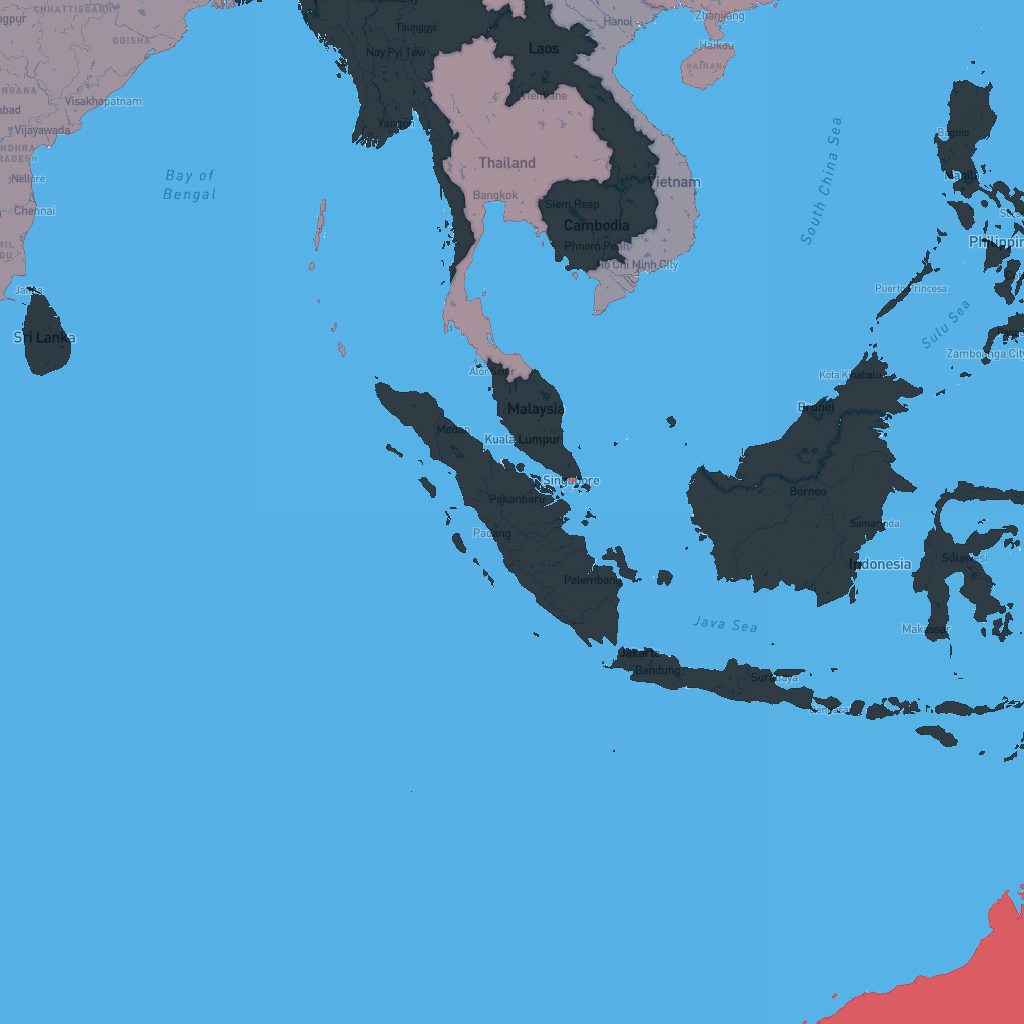 CHHATTISGARH
Taunggyi
Hanoi
Zhanjiang
ODISHA
Nay Pyi Taw
Laos
Haikou
HAINAN
Vientiane
Visakhapatnam
Yangon
Vijayawada
Baguio
Thailand
Bay of
Bengal
Nellore
Vietnam
South China Sea
Manila
Bangkok
Siem Reap
Chennai
Cambodia
Phnom Penh
Ho Chi Minh City
Philippin
Jaffna
Puerto Princesa
Sulu Sea
Sri Lanka
Zamboanga City
Alor Setar
Kota Kinabalu
Malaysia
Brunei
Medan
Kuala Lumpur
Singapore
Pekanbaru
Borneo
Padang
Samarinda
Sulawesi
Indonesia
Palembang
Java Sea
Makassar
Jakarta
Bandung
Surabaya
Denpasar